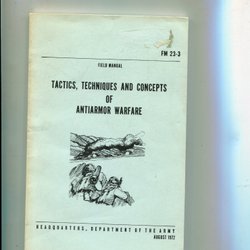 FM 23-3
FIELD MANUAL
TACTICS, TECHNIQUES AND CONCEPTS
OF
ANTIARMOR WARFARE
HEADQUARTERS, DEPARTMENT OF THE ARMY
AUGUST 1972